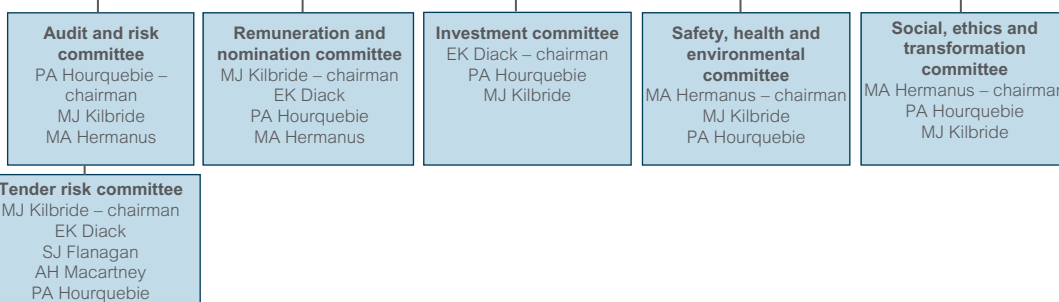 Audit and risk
committee
PA Hourquebie –
chairman
MJ Kilbride
MA Hermanus
Remuneration and
nomination committee
MJ Kilbride – chairman
EK Diack
PA Hourquebie
MA Hermanus
Investment committee
EK Diack – chairman
PA Hourquebie
MJ Kilbride
Safety, health and
environmental
committee
MA Hermanus – chairman
MJ Kilbride
PA Hourquebie
Social, ethics and
transformation
committee
MA Hermanus – chairman
PA Hourquebie
MJ Kilbride
Tender risk committee
MJ Kilbride – chairman
EK Diack
SJ Flanagan
AH Macartney
PA Hourquebie